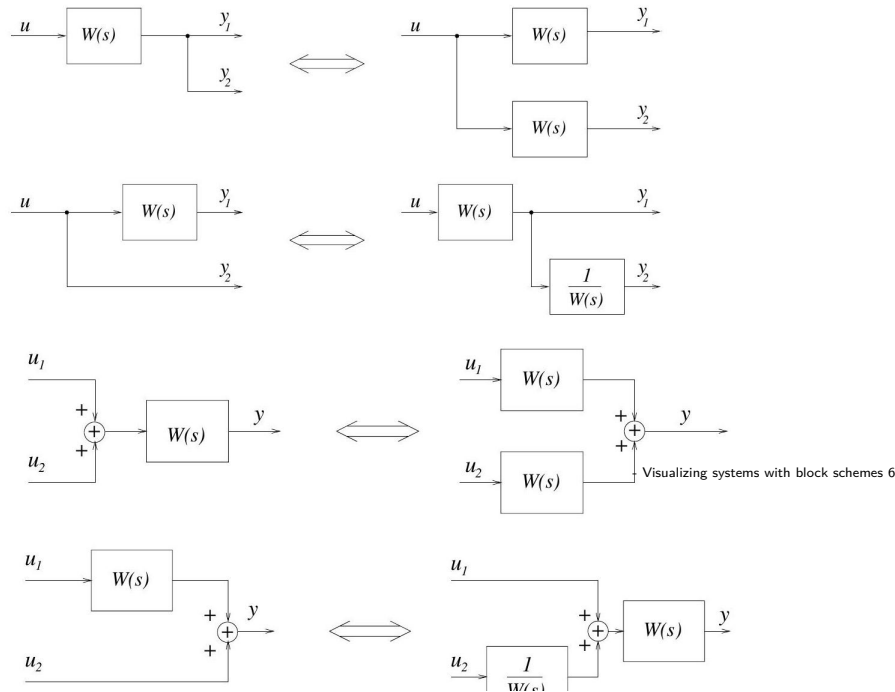 u W(s) y1 u W(s) y1
y2
W(s) y2
u W(s) y1 u W(s) y1
y2 1/W(s) y2
u1 u1 W(s)
+ + W(s) y + + y
+ +
u2 u2 W(s)
- Visualizing systems with block schemes 6
u1 W(s) u1
+ + y + + W(s) y
+ +
u2 u2 1/W(s)